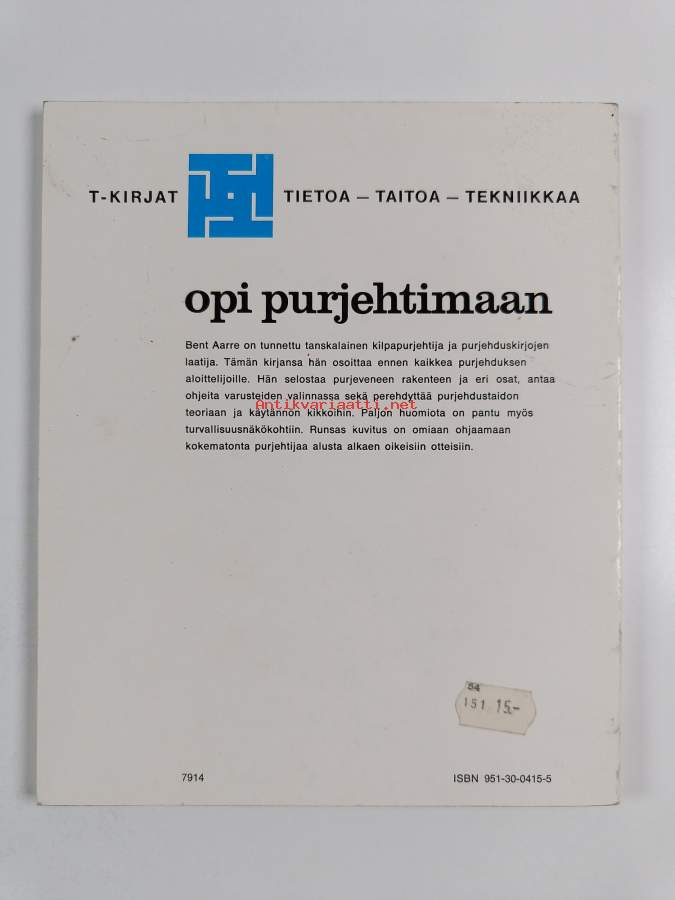 T-KIRJAT TIETOA — TAITOA — TEKNIIKKAA
opi purjehtimaan
Bent Aarre on tunnettu tanskalainen kilpapurjehtija ja purjehduskirjojen
laatija. Tämän kirjansa hän osoittaa ennen kaikkea purjehduksen
aloittelijoille. Hän selostaa purjeveneen rakenteen ja eri osat, antaa
ohjeita varusteiden valinnassa sekä perehdyttää purjehdustaidon
Antikvariaatti.net
teoriaan ja käytännön kikkoihin. Paljon huomiota on pantu myös
turvallisuusnäkökohtiin. Runsas kuvitus on omiaan ohjaamaan
kokematonta purjehtijaa alusta alkaen oikeisiin otteisiin.
54
151 15.-
7914
ISBN 951-30-0415-5